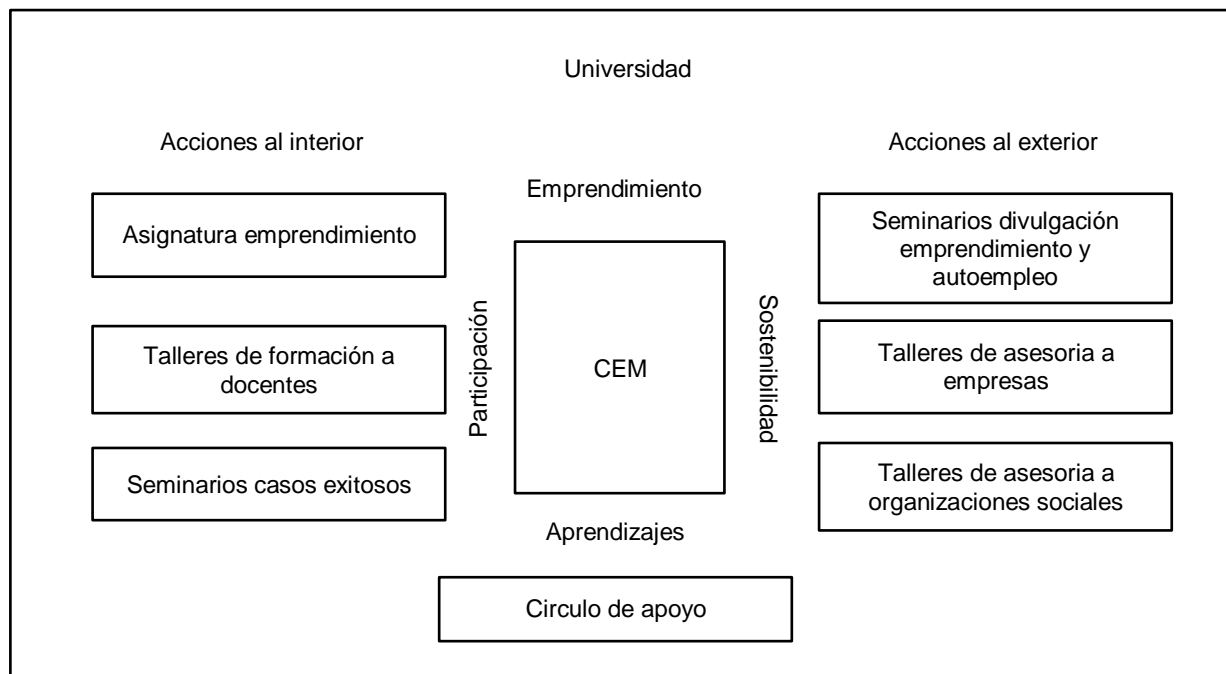 Universidad
Acciones al interior
Asignatura emprendimiento
Talleres de formación a
docentes
Seminarios casos exitosos
Emprendimiento
Participación
CEM
Sostenibilidad
Aprendizajes
Circulo de apoyo
Acciones al exterior
Seminarios divulgación
emprendimiento y
autoempleo
Talleres de asesoria a
empresas
Talleres de asesoria a
organizaciones sociales